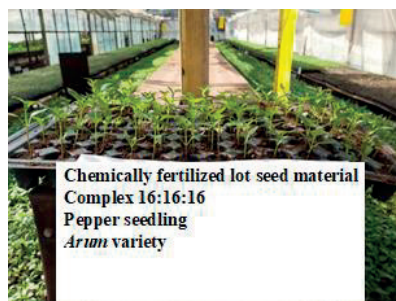 Chemically fertilized lot seed material
Complex 16:16:16
Pepper seedling
Arum variety